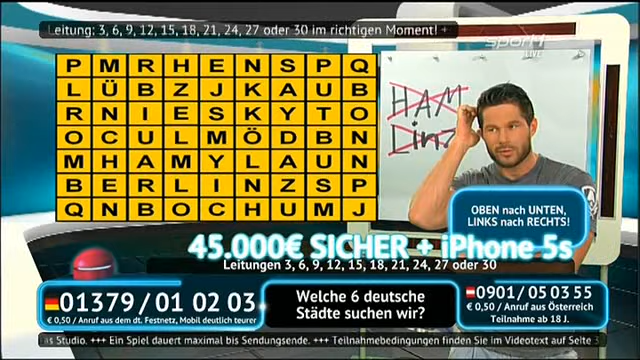 Leitung: 3, 6, 9, 12, 15, 18, 21, 24, 27 oder 30 im richtigen Moment! +
sport1
LIVE
P M R H E N S P Q
L Ü B Z J K A U B
R N I E S K Y T O
O C U L M Ö D B N
M H A M Y L A U N
B E R L I N Z S P
Q N B O C H U M J
HAM
Linz
OBEN nach UNTEN,
LINKS nach RECHTS!
45.000€ SICHER + iPhone 5s
Leitungen 3, 6, 9, 12, 15, 18, 21, 24, 27 oder 30
01379/01 02 03
€ 0,50 / Anruf aus dem dt. Festnetz, Mobil deutlich teurer
Welche 6 deutsche
Städte suchen wir?
0901/05 03 55
€ 0,50 / Anruf aus Österreich
Teilnahme ab 18 J.
as Studio. +++ Ein Spiel dauert maximal bis Sendungsende. +++ Teilnahmebedingungen finden Sie im Videotext auf Seite 3